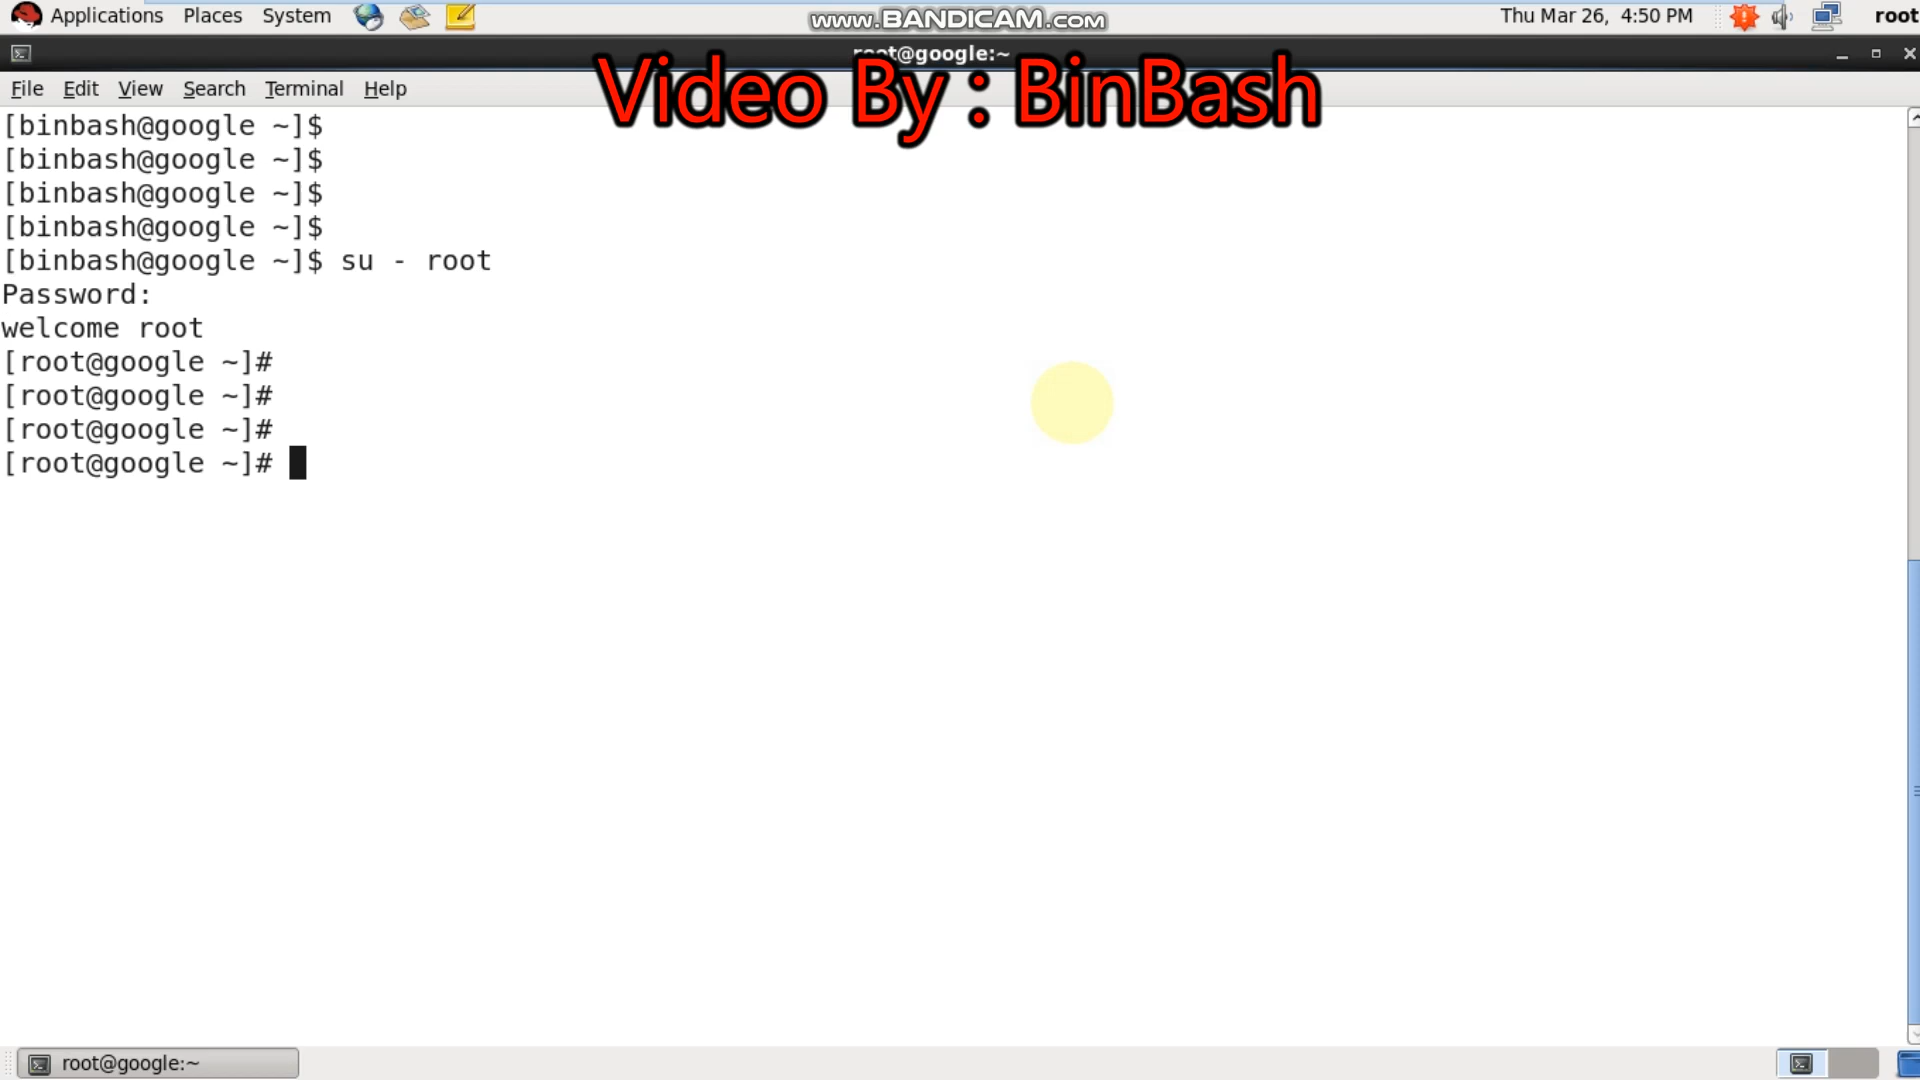 Applications Places System
www.BANDICAM.com
Thu Mar 26, 4:50 PM
root
root@google:~
File Edit View Search Terminal Help
Video By : BinBash
[binbash@google ~]$
[binbash@google ~]$
[binbash@google ~]$
[binbash@google ~]$
[binbash@google ~]$ su - root
Password:
welcome root
[root@google ~]#
[root@google ~]#
[root@google ~]#
[root@google ~]#
root@google:~